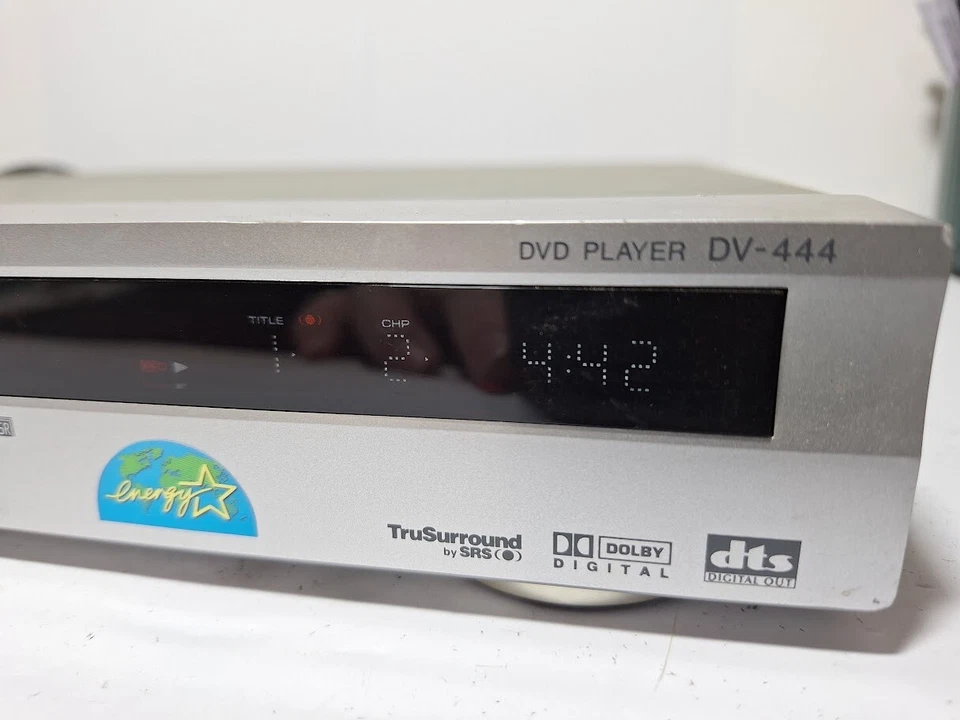 DVD PLAYER DV-444
TITLE CHP
1 2 4:42
energy
TruSurround
by SRS
DOLBY
DIGITAL
dts
DIGITAL OUT